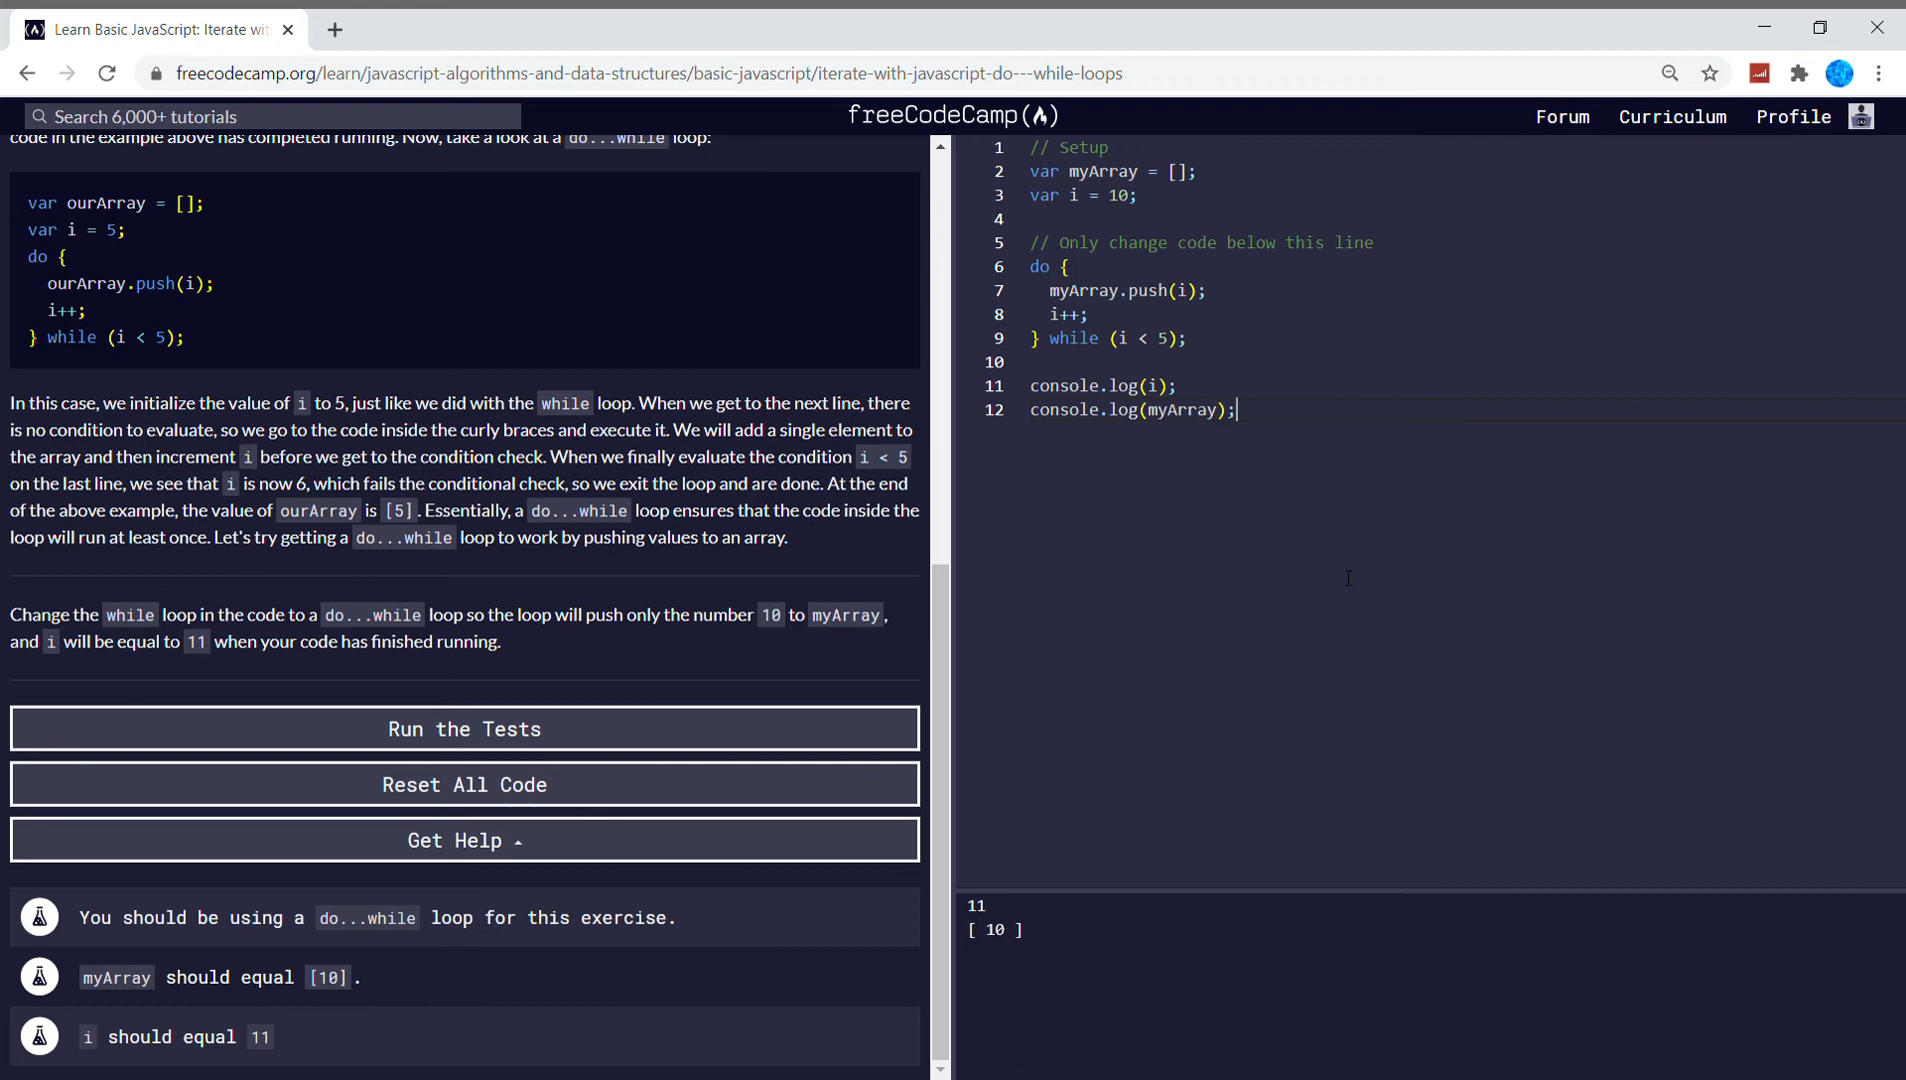 Learn Basic JavaScript: Iterate wit
freecodecamp.org/learn/javascript-algorithms-and-data-structures/basic-javascript/iterate-with-javascript-do---while-loops
Search 6,000+ tutorials
freeCodeCamp(🔥)
Forum
Curriculum
Profile
code in the example above has completed running. Now, take a look at a do...while loop:
var ourArray = [];
var i = 5;
do {
  ourArray.push(i);
  i++;
} while (i < 5);
In this case, we initialize the value of i to 5, just like we did with the while loop. When we get to the next line, there
is no condition to evaluate, so we go to the code inside the curly braces and execute it. We will add a single element to
the array and then increment i before we get to the condition check. When we finally evaluate the condition i < 5
on the last line, we see that i is now 6, which fails the conditional check, so we exit the loop and are done. At the end
of the above example, the value of ourArray is [5]. Essentially, a do...while loop ensures that the code inside the
loop will run at least once. Let's try getting a do...while loop to work by pushing values to an array.
Change the while loop in the code to a do...while loop so the loop will push only the number 10 to myArray,
and i will be equal to 11 when your code has finished running.
Run the Tests
Reset All Code
Get Help
You should be using a do...while loop for this exercise.
myArray should equal [10].
i should equal 11
1 // Setup
2 var myArray = [];
3 var i = 10;
4
5 // Only change code below this line
6 do {
7   myArray.push(i);
8   i++;
9 } while (i < 5);
10
11 console.log(i);
12 console.log(myArray);
11
[ 10 ]